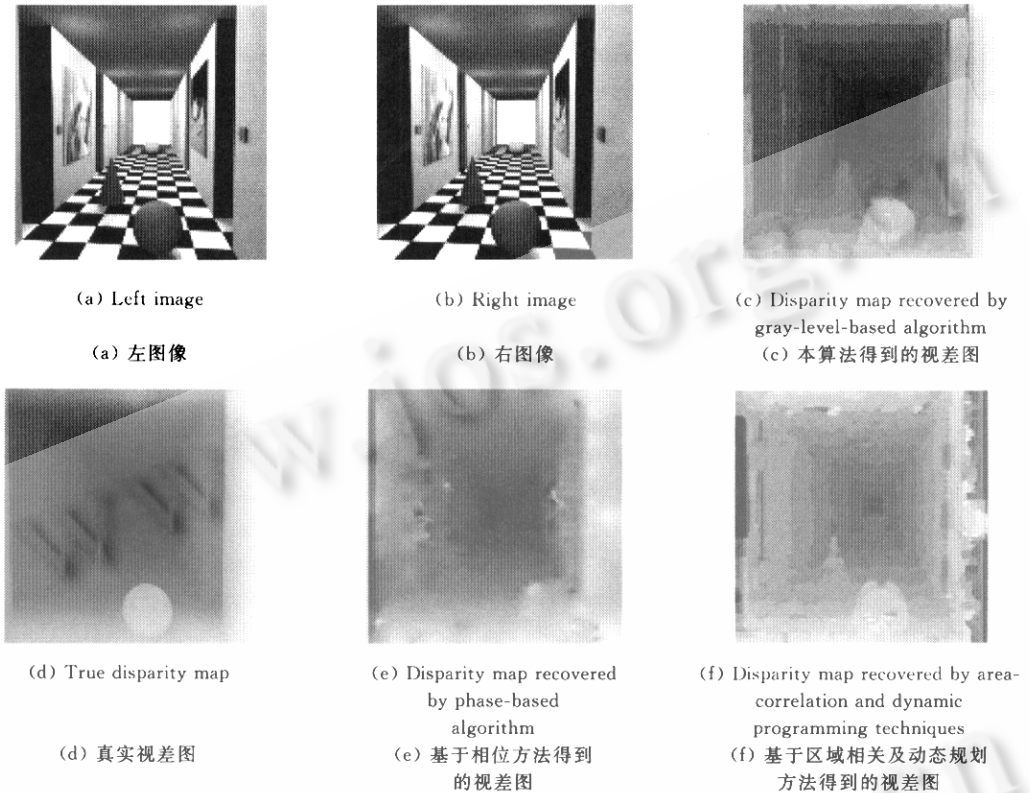 (a) Left image
(a) 左图像
(b) Right image
(b) 右图像
(c) Disparity map recovered by
gray-level-based algorithm
(c) 本算法得到的视差图
(d) True disparity map
(d) 真实视差图
(e) Disparity map recovered
by phase-based
algorithm
(e) 基于相位方法得到
的视差图
(f) Disparity map recovered by area-
correlation and dynamic
programming techniques
(f) 基于区域相关及动态规划
方法得到的视差图
w.jos.org.